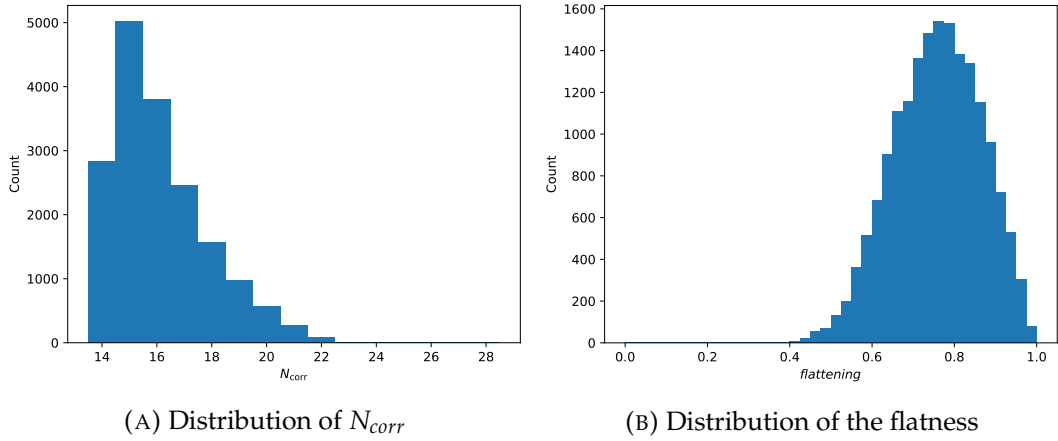 5000
4000
3000
2000
1000
0
Count
14 16 18 20 22 24 26 28
N_corr
(A) Distribution of N_corr
1600
1400
1200
1000
800
600
400
200
0
Count
0.0 0.2 0.4 0.6 0.8 1.0
flattening
(B) Distribution of the flatness